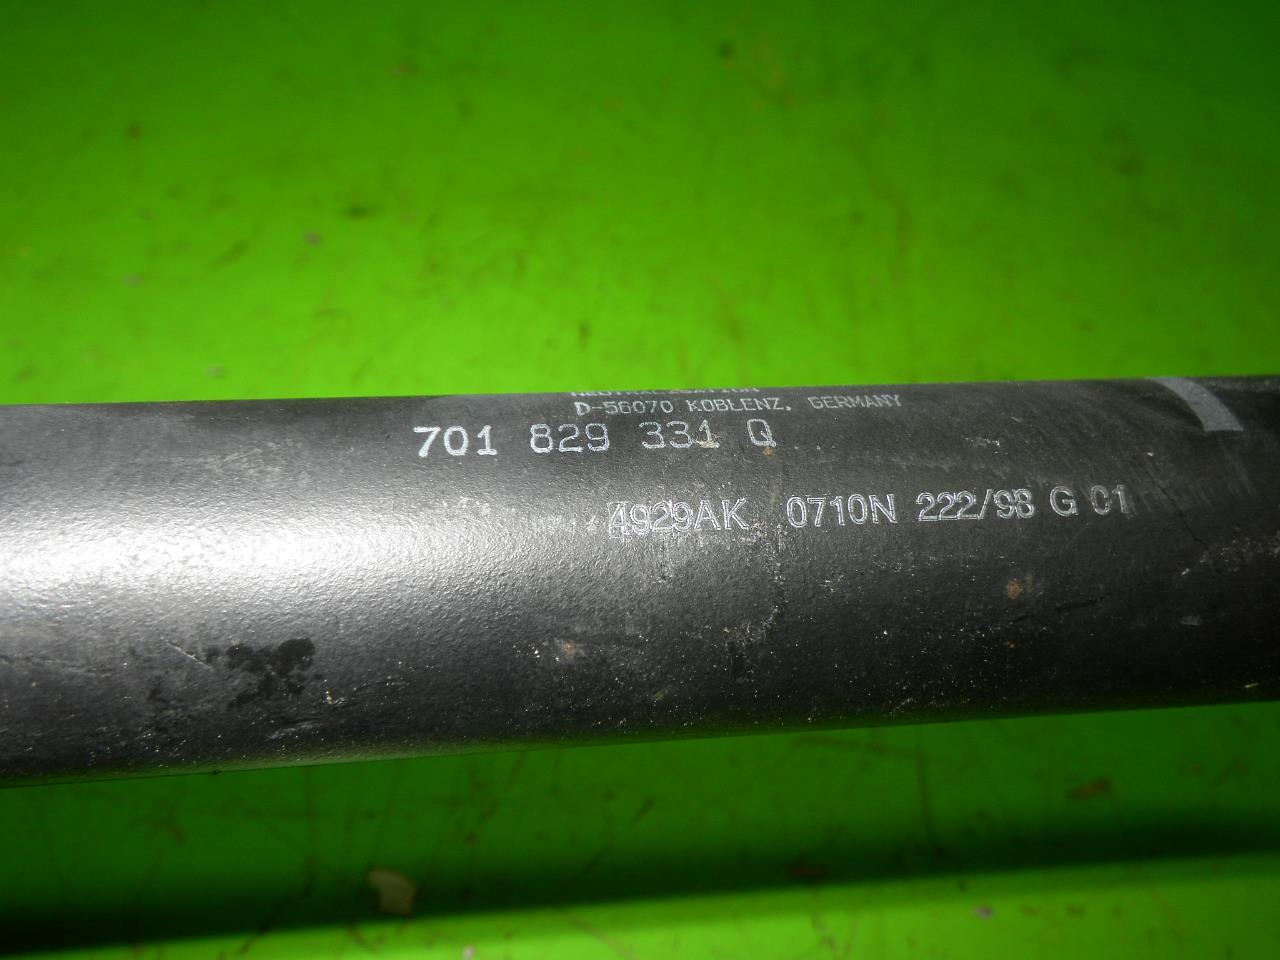 D-56070 KOBLENZ, GERMANY
701 829 331 Q
4929AK 0710N 222/98 G 01